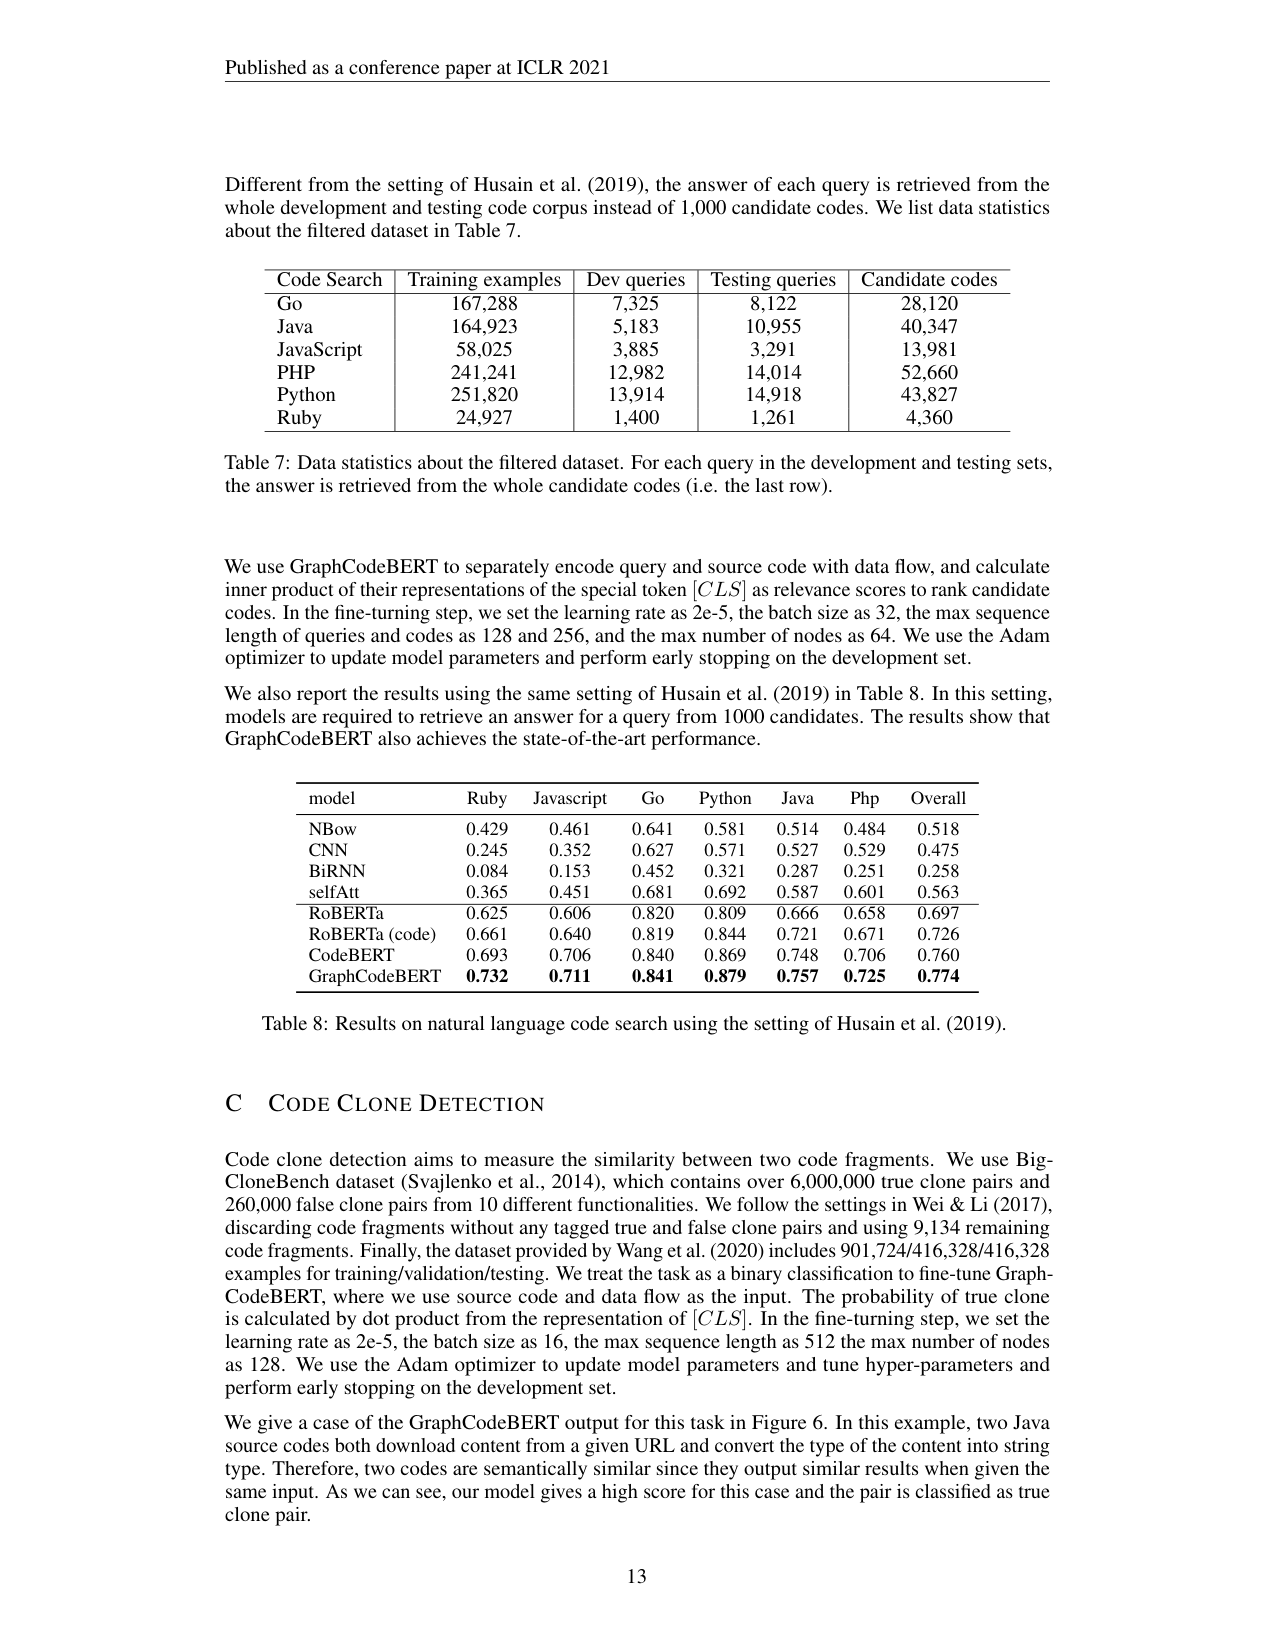 Published as a conference paper at ICLR 2021
Different from the setting of Husain et al. (2019), the answer of each query is retrieved from the
whole development and testing code corpus instead of 1,000 candidate codes. We list data statistics
about the filtered dataset in Table 7.
Code Search Training examples Dev queries Testing queries Candidate codes
Go 167,288 7,325 8,122 28,120
Java 164,923 5,183 10,955 40,347
JavaScript 58,025 3,885 3,291 13,981
PHP 241,241 12,982 14,014 52,660
Python 251,820 13,914 14,918 43,827
Ruby 24,927 1,400 1,261 4,360
Table 7: Data statistics about the filtered dataset. For each query in the development and testing sets,
the answer is retrieved from the whole candidate codes (i.e. the last row).
We use GraphCodeBERT to separately encode query and source code with data flow, and calculate
inner product of their representations of the special token [CLS] as relevance scores to rank candidate
codes. In the fine-turning step, we set the learning rate as 2e-5, the batch size as 32, the max sequence
length of queries and codes as 128 and 256, and the max number of nodes as 64. We use the Adam
optimizer to update model parameters and perform early stopping on the development set.
We also report the results using the same setting of Husain et al. (2019) in Table 8. In this setting,
models are required to retrieve an answer for a query from 1000 candidates. The results show that
GraphCodeBERT also achieves the state-of-the-art performance.
model Ruby Javascript Go Python Java Php Overall
NBow 0.429 0.461 0.641 0.581 0.514 0.484 0.518
CNN 0.245 0.352 0.627 0.571 0.527 0.529 0.475
BiRNN 0.084 0.153 0.452 0.321 0.287 0.251 0.258
selfAtt 0.365 0.451 0.681 0.692 0.587 0.601 0.563
RoBERTa 0.625 0.606 0.820 0.809 0.666 0.658 0.697
RoBERTa (code) 0.661 0.640 0.819 0.844 0.721 0.671 0.726
CodeBERT 0.693 0.706 0.840 0.869 0.748 0.706 0.760
GraphCodeBERT 0.732 0.711 0.841 0.879 0.757 0.725 0.774
Table 8: Results on natural language code search using the setting of Husain et al. (2019).
C CODE CLONE DETECTION
Code clone detection aims to measure the similarity between two code fragments. We use Big-
CloneBench dataset (Svajlenko et al., 2014), which contains over 6,000,000 true clone pairs and
260,000 false clone pairs from 10 different functionalities. We follow the settings in Wei & Li (2017),
discarding code fragments without any tagged true and false clone pairs and using 9,134 remaining
code fragments. Finally, the dataset provided by Wang et al. (2020) includes 901,724/416,328/416,328
examples for training/validation/testing. We treat the task as a binary classification to fine-tune Graph-
CodeBERT, where we use source code and data flow as the input. The probability of true clone
is calculated by dot product from the representation of [CLS]. In the fine-turning step, we set the
learning rate as 2e-5, the batch size as 16, the max sequence length as 512 the max number of nodes
as 128. We use the Adam optimizer to update model parameters and tune hyper-parameters and
perform early stopping on the development set.
We give a case of the GraphCodeBERT output for this task in Figure 6. In this example, two Java
source codes both download content from a given URL and convert the type of the content into string
type. Therefore, two codes are semantically similar since they output similar results when given the
same input. As we can see, our model gives a high score for this case and the pair is classified as true
clone pair.
13